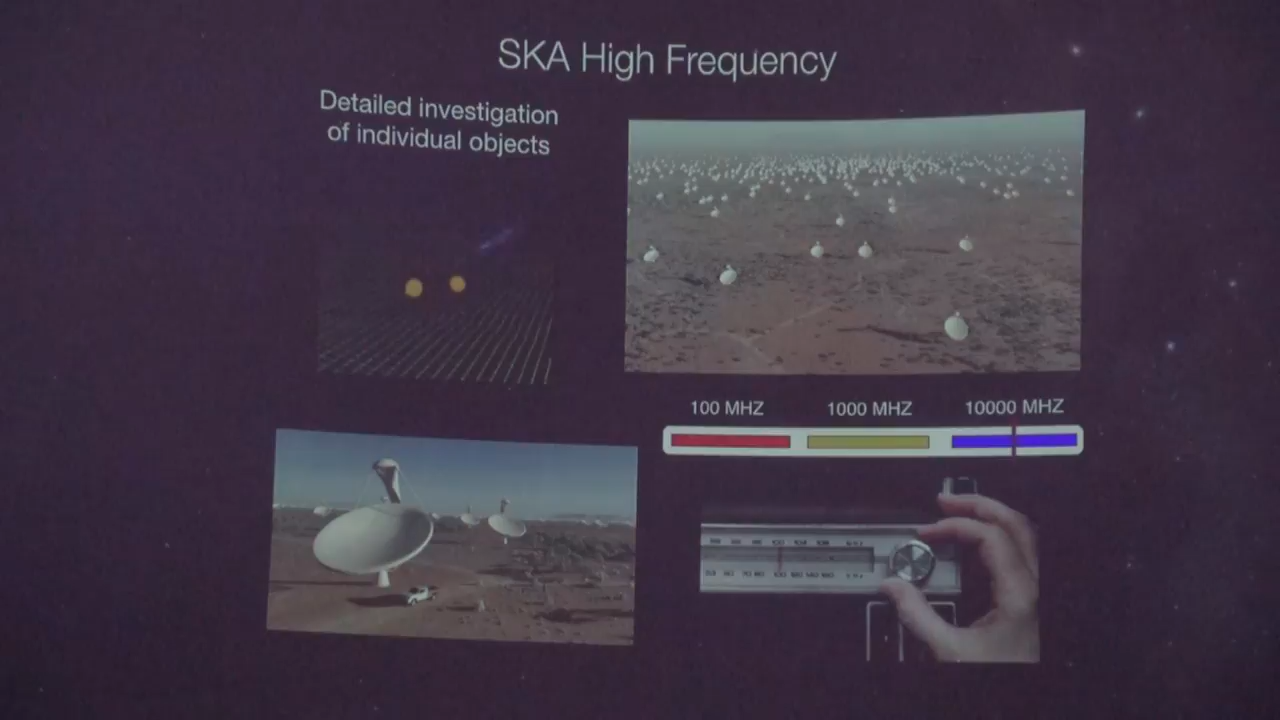 SKA High Frequency
Detailed investigation
of individual objects
100 MHZ
1000 MHZ
10000 MHZ